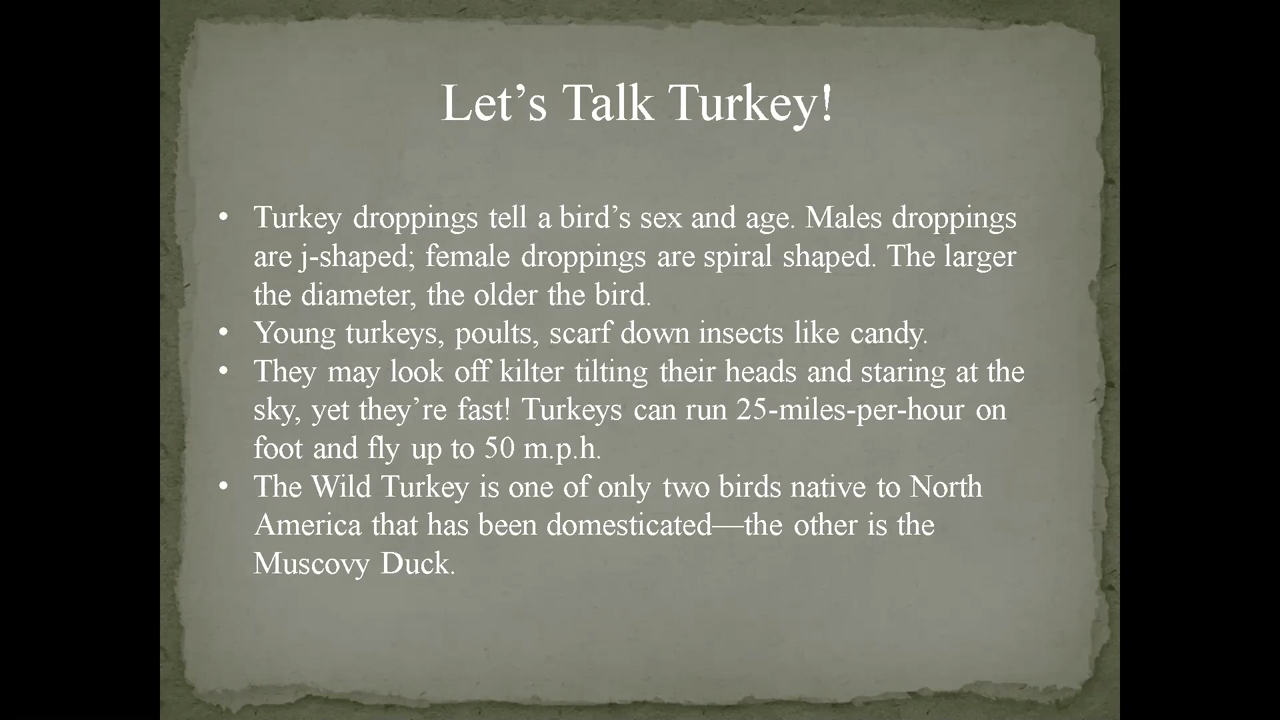 Let’s Talk Turkey!
• Turkey droppings tell a bird’s sex and age. Males droppings
are j-shaped; female droppings are spiral shaped. The larger
the diameter, the older the bird.
• Young turkeys, poults, scarf down insects like candy.
• They may look off kilter tilting their heads and staring at the
sky, yet they’re fast! Turkeys can run 25-miles-per-hour on
foot and fly up to 50 m.p.h.
• The Wild Turkey is one of only two birds native to North
America that has been domesticated—the other is the
Muscovy Duck.